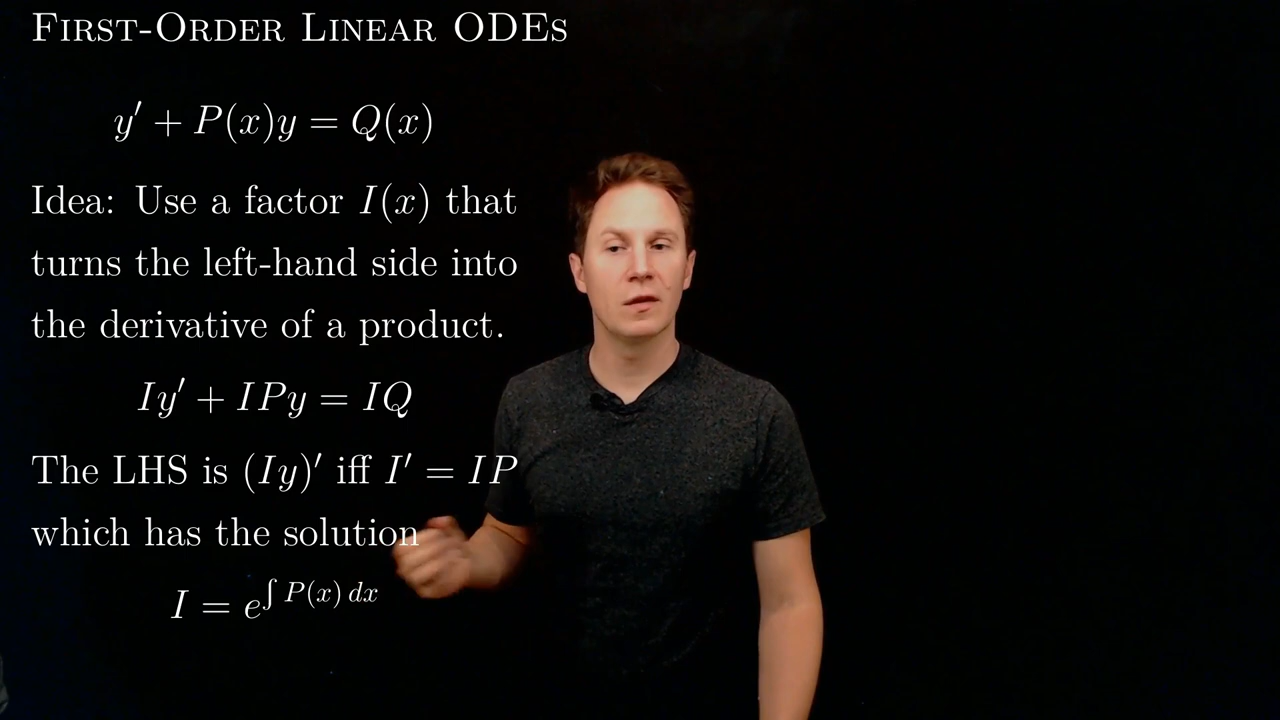 First-Order Linear ODEs
y′ + P(x)y = Q(x)
Idea: Use a factor I(x) that
turns the left-hand side into
the derivative of a product.
Iy′ + IPy = IQ
The LHS is (Iy)′ iff I′ = IP
which has the solution
I = e^{∫ P(x) dx}